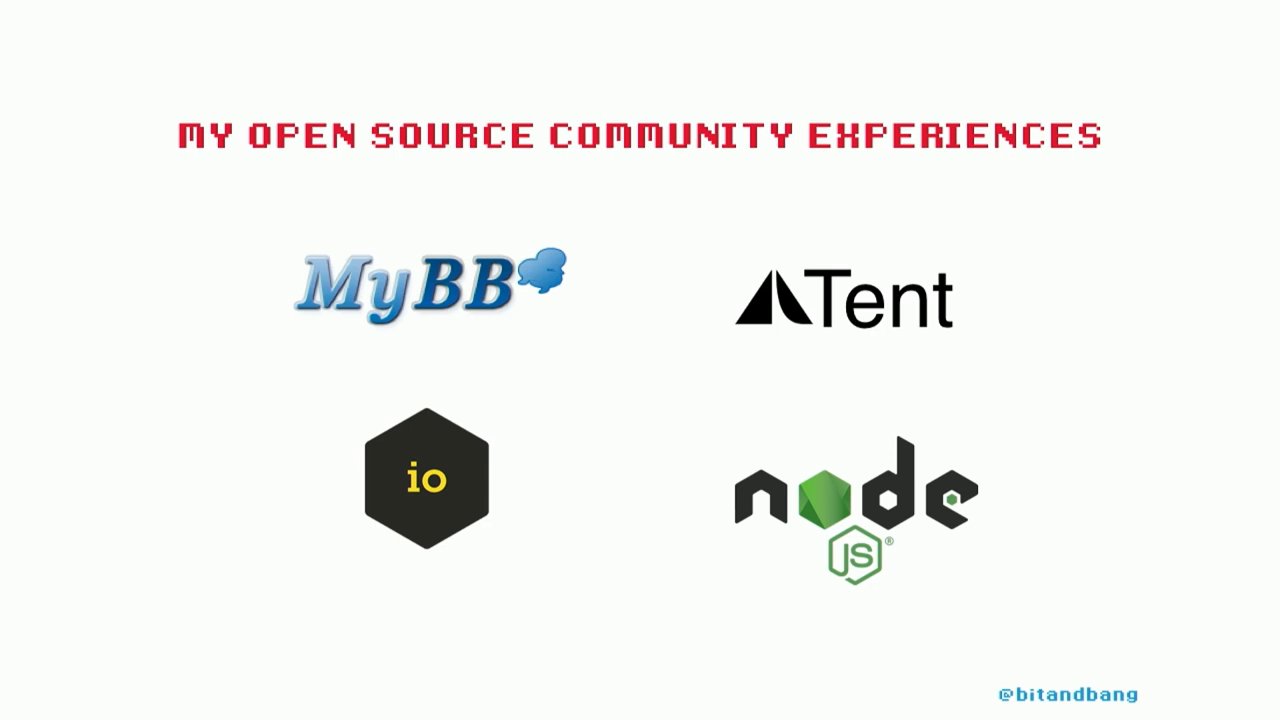 MY OPEN SOURCE COMMUNITY EXPERIENCES
MyBB
Tent
io
node
JS®
@bitandbang